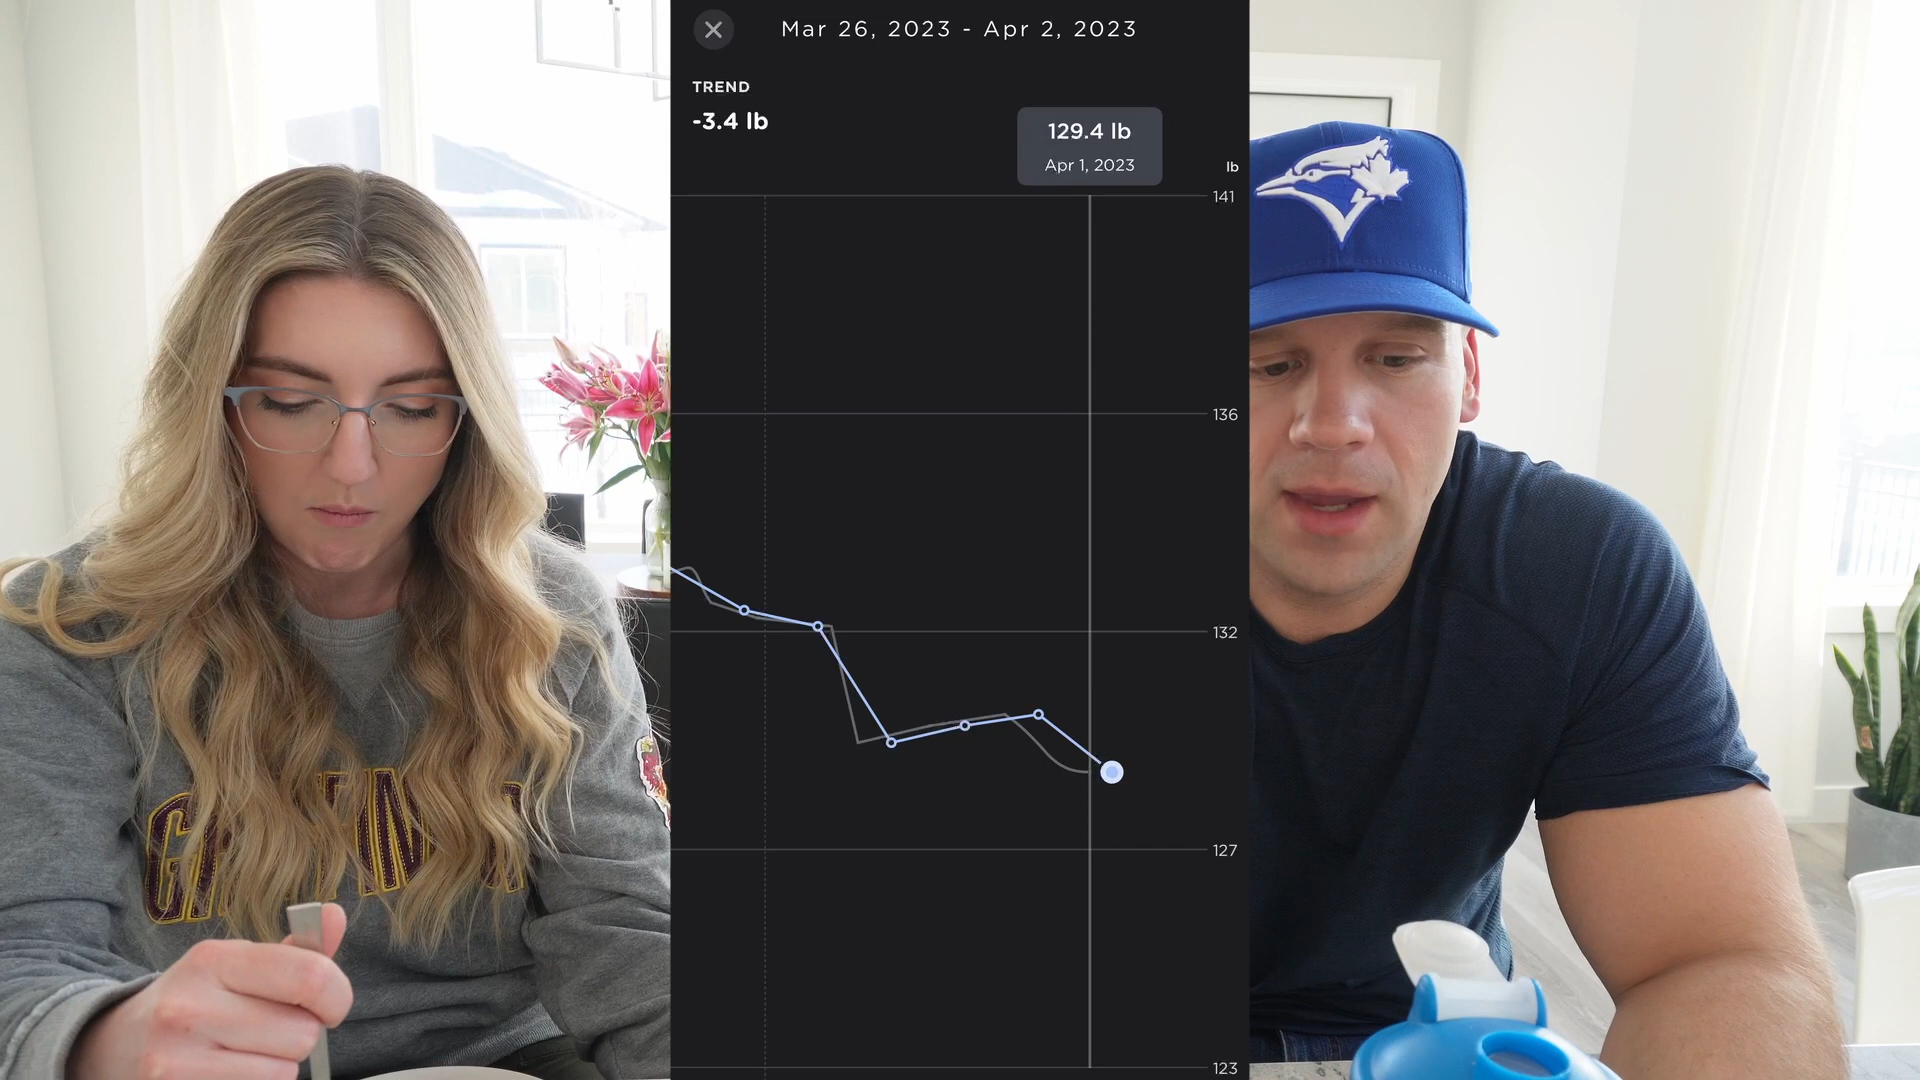 Mar 26, 2023 - Apr 2, 2023
TREND
-3.4 lb
129.4 lb
Apr 1, 2023
lb
141
136
132
127
123